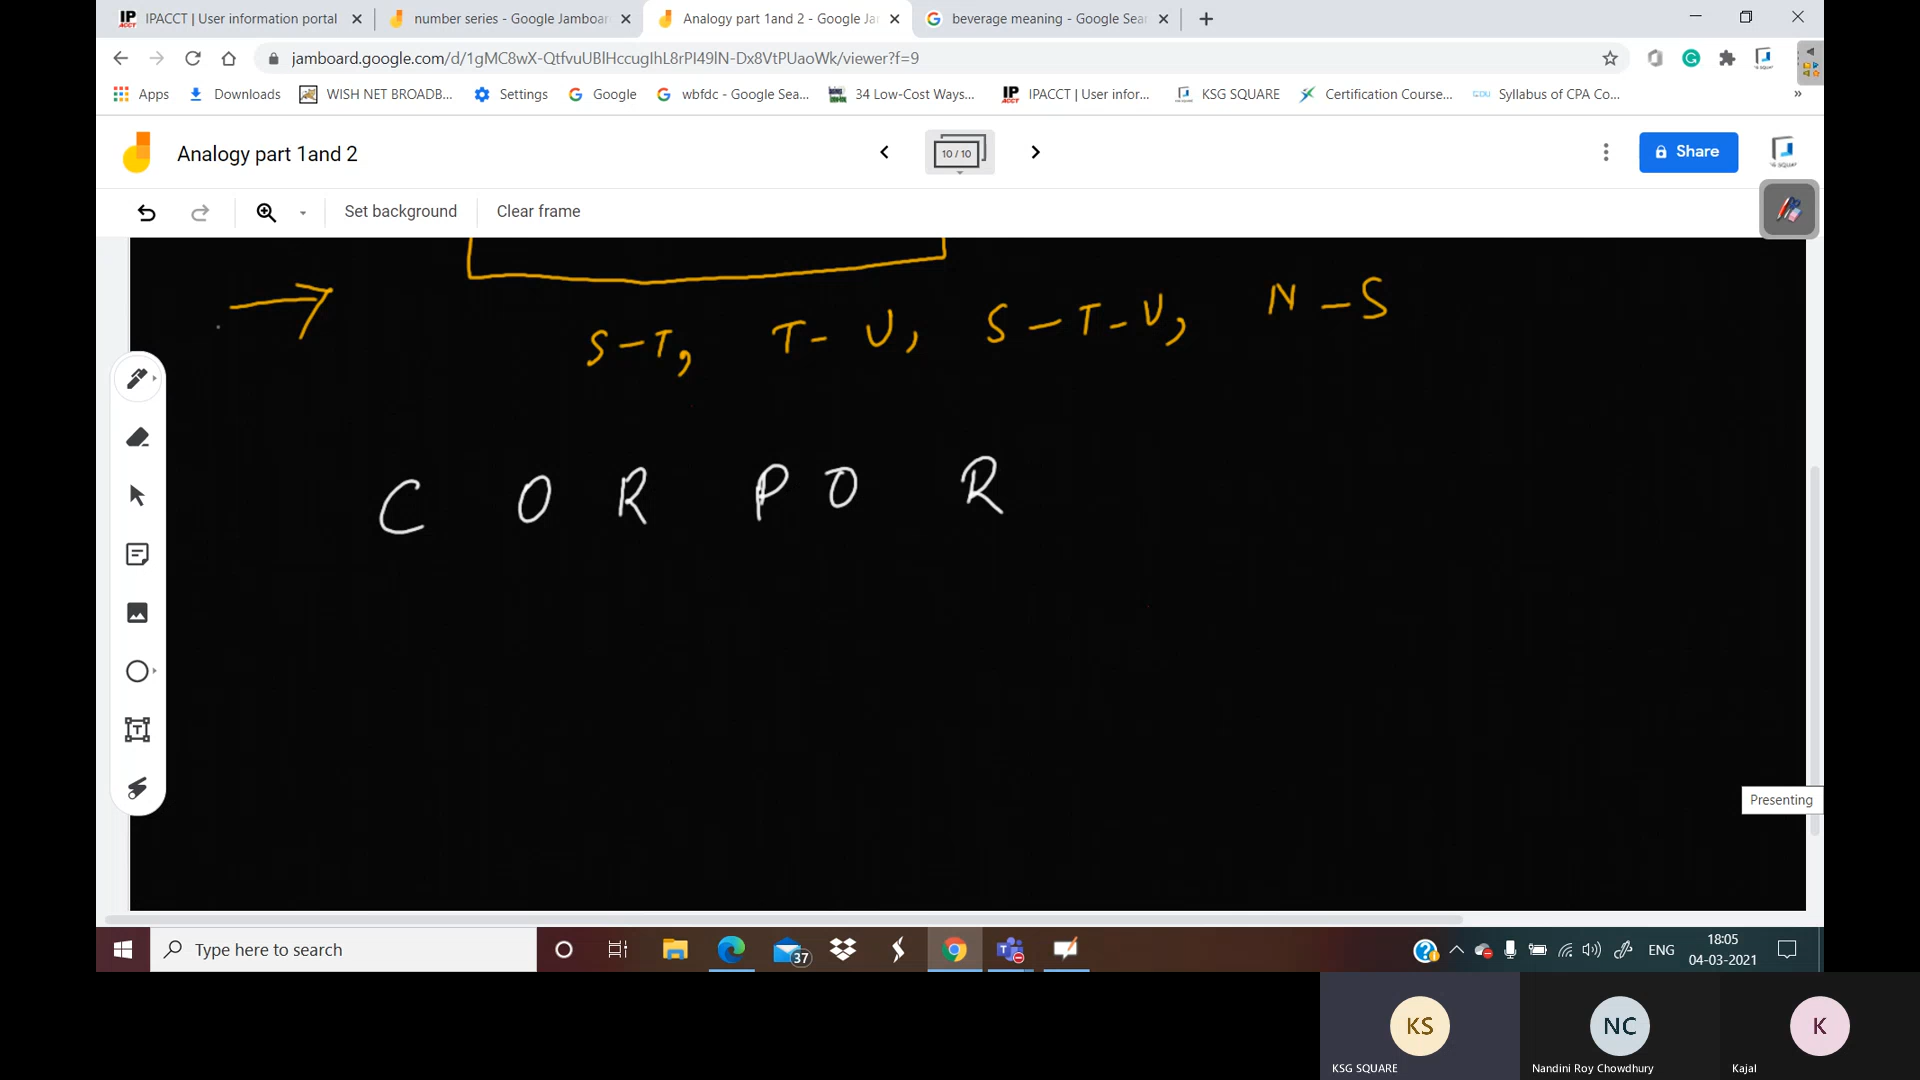 IPACCT | User information portal
number series - Google Jamboar
Analogy part 1and 2 - Google Ja
beverage meaning - Google Sea
jamboard.google.com/d/1gMC8wX-QtfvuUBlHccugIhL8rPI49lN-Dx8VtPUaoWk/viewer?f=9
Apps Downloads WISH NET BROADB... Settings Google wbfdc - Google Sea... 34 Low-Cost Ways... IPACCT | User infor... KSG SQUARE Certification Course... Syllabus of CPA Co... »
Analogy part 1and 2
10 / 10
Share
Set background Clear frame
S-T, T-U, S-T-U, N-S
C O R P O R
Presenting
Type here to search
37
ENG
18:05
04-03-2021
KS NC K
KSG SQUARE Nandini Roy Chowdhury Kajal